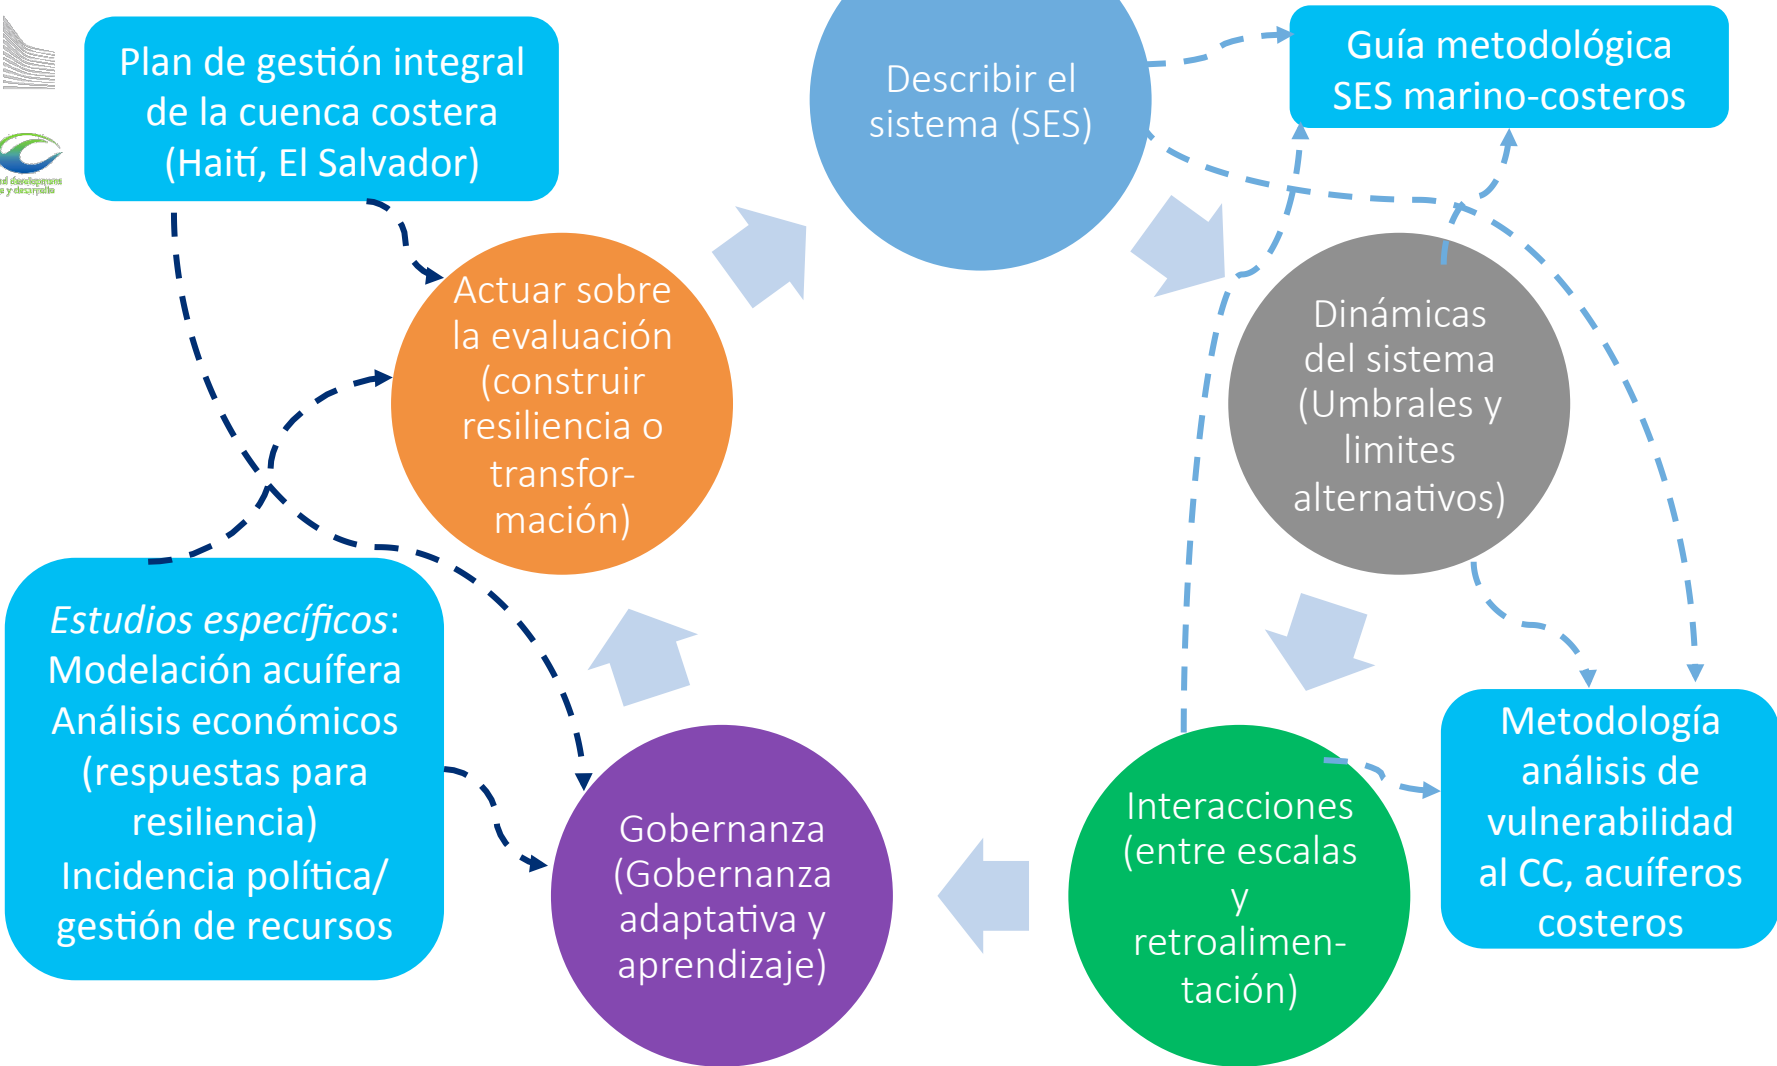 Plan de gestión integral
de la cuenca costera
(Haití, El Salvador)
Describir el
sistema (SES)
Guía metodológica
SES marino-costeros
Actuar sobre
la evaluación
(construir
resiliencia o
transfor-
mación)
Dinámicas
del sistema
(Umbrales y
limites
alternativos)
Estudios específicos:
Modelación acuífera
Análisis económicos
(respuestas para
resiliencia)
Incidencia política/
gestión de recursos
Gobernanza
(Gobernanza
adaptativa y
aprendizaje)
Interacciones
(entre escalas
y
retroalimen-
tación)
Metodología
análisis de
vulnerabilidad
al CC, acuíferos
costeros